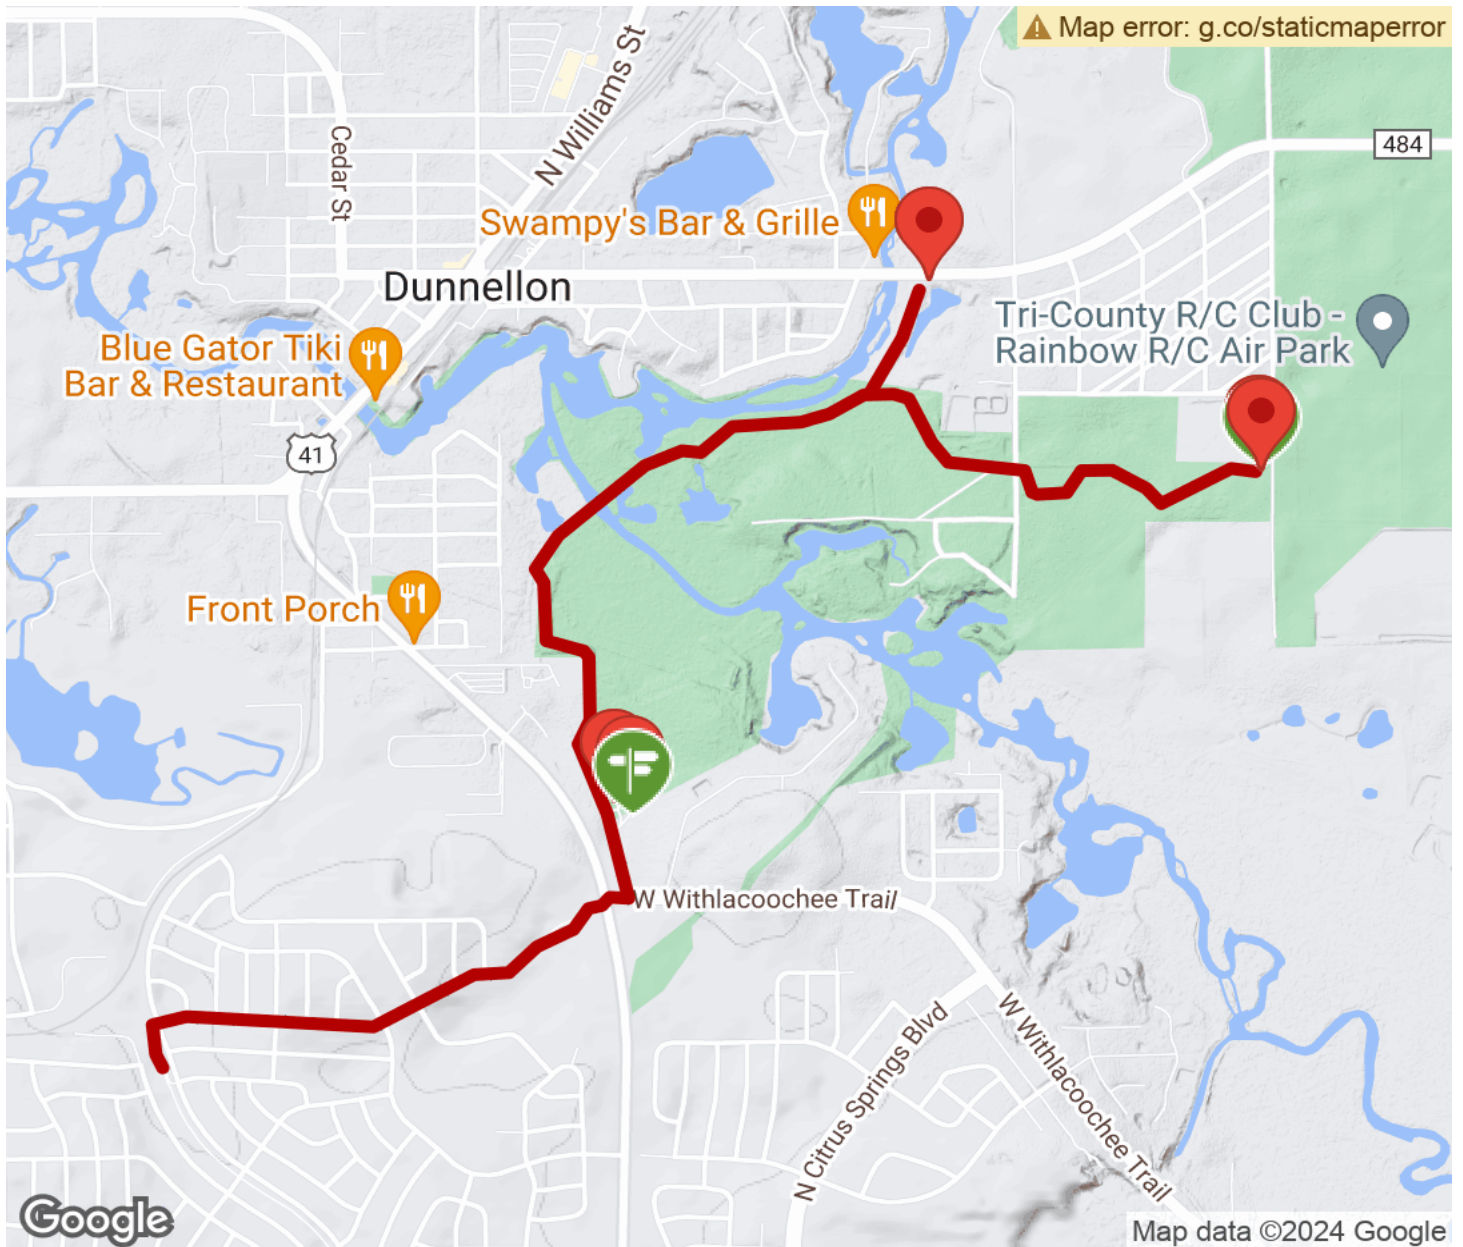 Map error: g.co/staticmaperror
N Williams St
Cedar St
484
Swampy's Bar & Grille
Dunnellon
Tri-County R/C Club -
Rainbow R/C Air Park
Blue Gator Tiki
Bar & Restaurant
41
Front Porch
W Withlacoochee Trail
N Citrus Springs Blvd
W Withlacoochee Trail
Google
Map data ©2024 Google